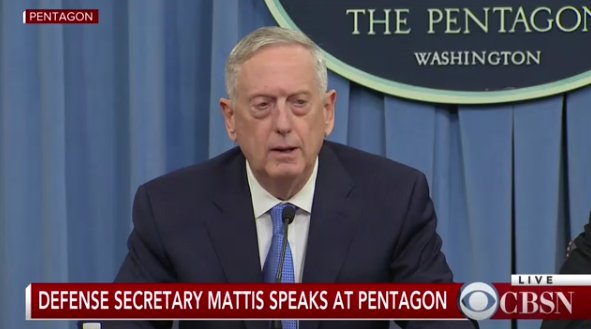 PENTAGON
THE PENTAGON
WASHINGTON
LIVE
DEFENSE SECRETARY MATTIS SPEAKS AT PENTAGON
CBSN